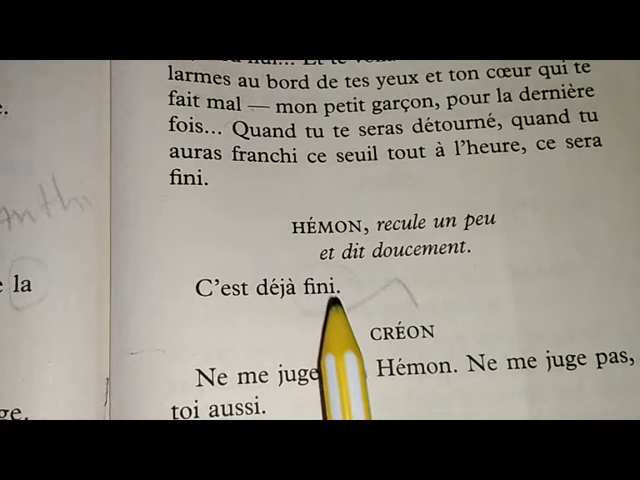 larmes au bord de tes yeux et ton cœur qui te
fait mal — mon petit garçon, pour la dernière
fois... Quand tu te seras détourné, quand tu
auras franchi ce seuil tout à l'heure, ce sera
fini.
HÉMON, recule un peu
et dit doucement.
C'est déjà fini.
CRÉON
Ne me juge Hémon. Ne me juge pas,
toi aussi.
la